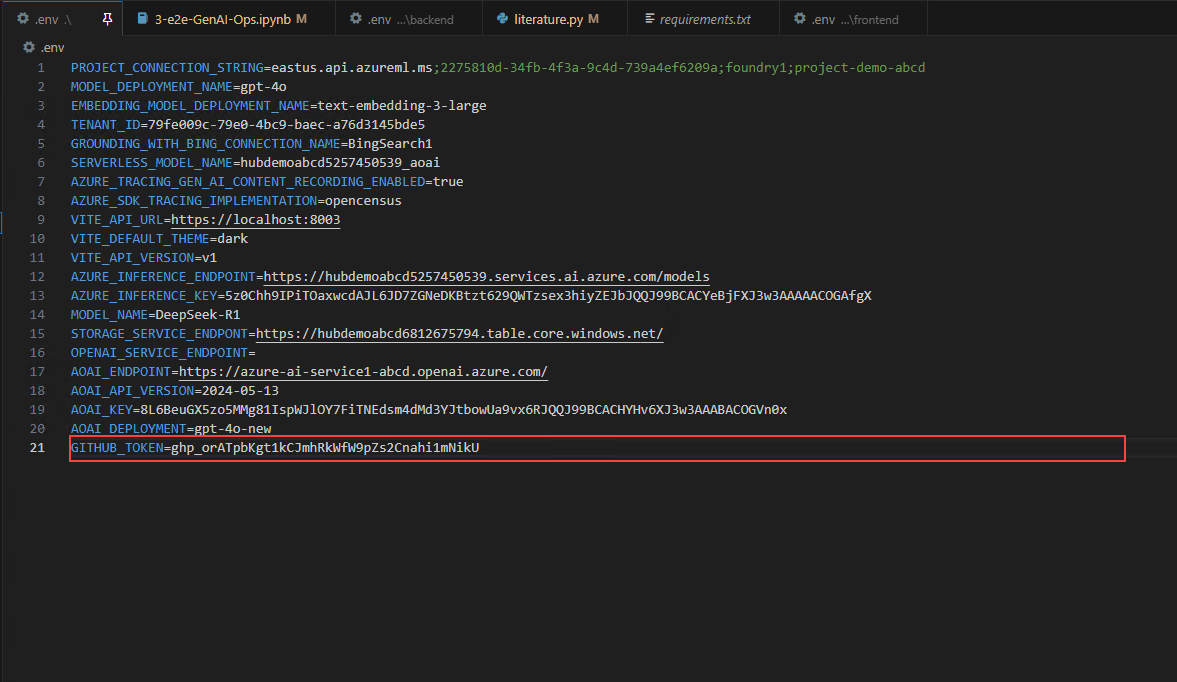 .env .\
3-e2e-GenAI-Ops.ipynb M
.env ...\backend
literature.py M
requirements.txt
.env ...\frontend
.env
1 PROJECT_CONNECTION_STRING=eastus.api.azureml.ms;2275810d-34fb-4f3a-9c4d-739a4ef6209a;foundry1;project-demo-abcd
2 MODEL_DEPLOYMENT_NAME=gpt-4o
3 EMBEDDING_MODEL_DEPLOYMENT_NAME=text-embedding-3-large
4 TENANT_ID=79fe009c-79e0-4bc9-baec-a76d3145bde5
5 GROUNDING_WITH_BING_CONNECTION_NAME=BingSearch1
6 SERVERLESS_MODEL_NAME=hubdemoabcd5257450539_aoai
7 AZURE_TRACING_GEN_AI_CONTENT_RECORDING_ENABLED=true
8 AZURE_SDK_TRACING_IMPLEMENTATION=opencensus
9 VITE_API_URL=https://localhost:8003
10 VITE_DEFAULT_THEME=dark
11 VITE_API_VERSION=v1
12 AZURE_INFERENCE_ENDPOINT=https://hubdemoabcd5257450539.services.ai.azure.com/models
13 AZURE_INFERENCE_KEY=5z0Chh9IPiTOaxwcdAJL6JD7ZGNeDKBtzt629QWTzsex3hiyZEJbJQQJ99BCACYeBjFXJ3w3AAAAACOGAfgX
14 MODEL_NAME=DeepSeek-R1
15 STORAGE_SERVICE_ENDPONT=https://hubdemoabcd6812675794.table.core.windows.net/
16 OPENAI_SERVICE_ENDPOINT=
17 AOAI_ENDPOINT=https://azure-ai-service1-abcd.openai.azure.com/
18 AOAI_API_VERSION=2024-05-13
19 AOAI_KEY=8L6BeuGX5zo5MMg81IspWJlOY7FiTNEdsm4dMd3YJtbowUa9vx6RJQQJ99BCACHYHv6XJ3w3AAABACOGVn0x
20 AOAI_DEPLOYMENT=gpt-4o-new
21 GITHUB_TOKEN=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